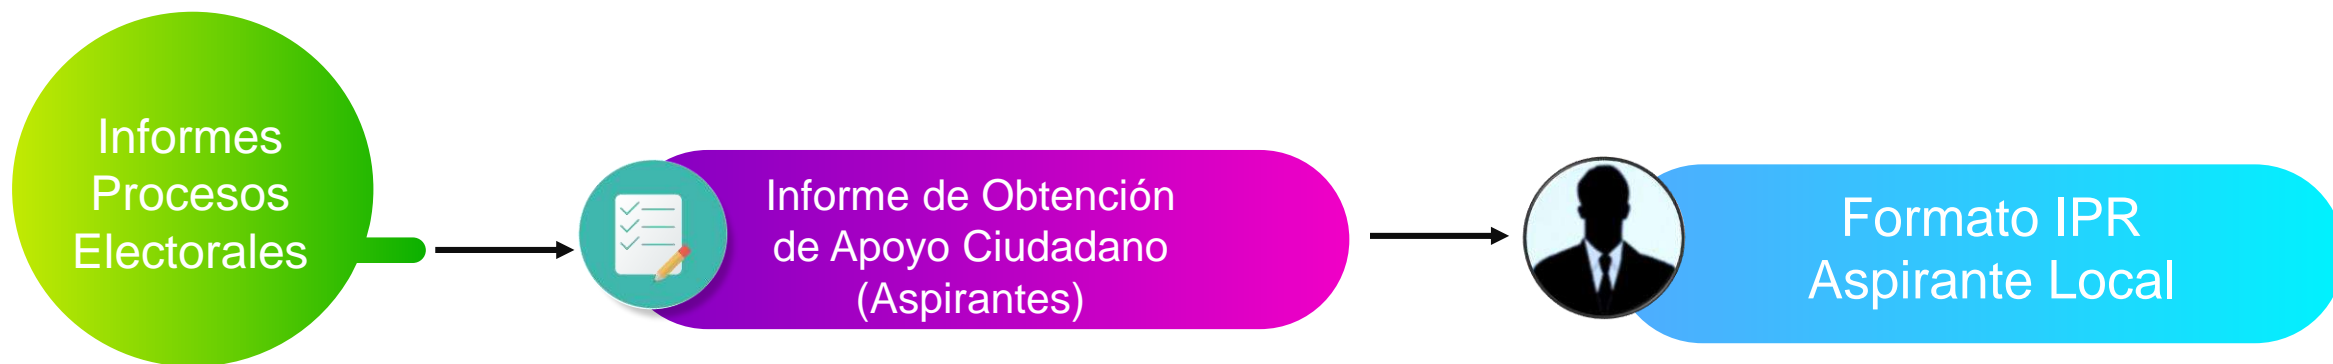 Informes
Procesos
Electorales
Informe de Obtención
de Apoyo Ciudadano
(Aspirantes)
Formato IPR
Aspirante Local